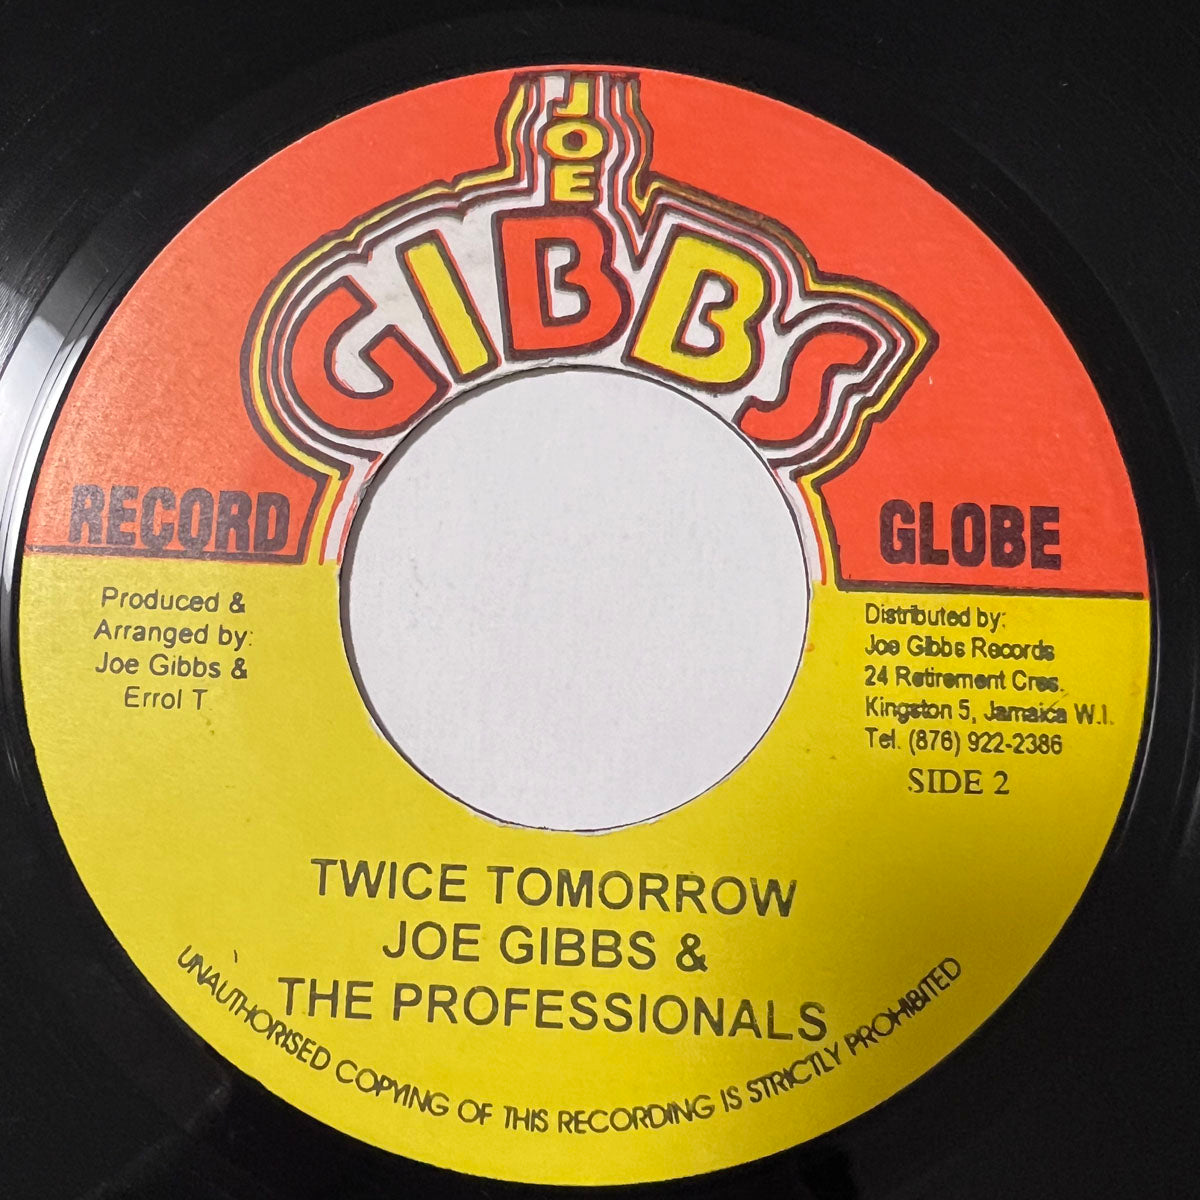 JOE
GIBBS
RECORD GLOBE
Produced &
Arranged by:
Joe Gibbs &
Errol T.
Distributed by:
Joe Gibbs Records
24 Retirement Cres.
Kingston 5, Jamaica W.I.
Tel. (876) 922-2386
SIDE 2
TWICE TOMORROW
JOE GIBBS &
THE PROFESSIONALS
UNAUTHORISED COPYING OF THIS RECORDING IS STRICTLY PROHIBITED